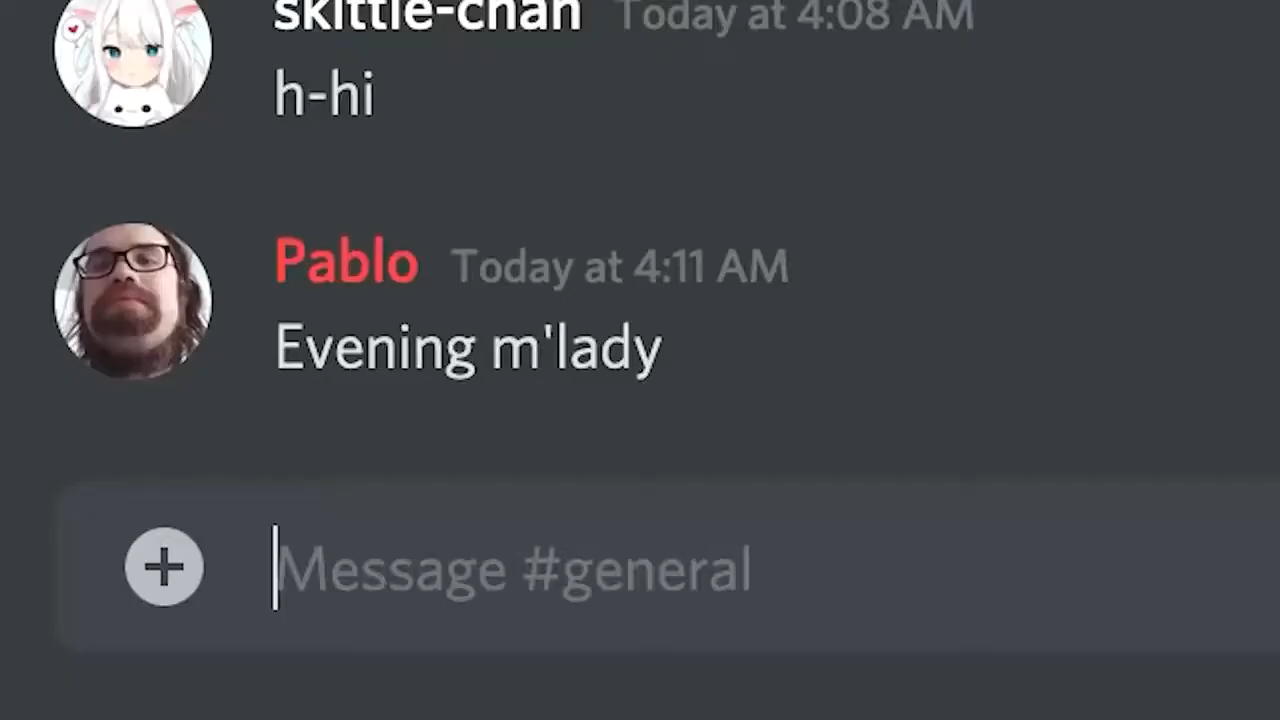 skittle-chan Today at 4:08 AM
h-hi
Pablo Today at 4:11 AM
Evening m'lady
Message #general